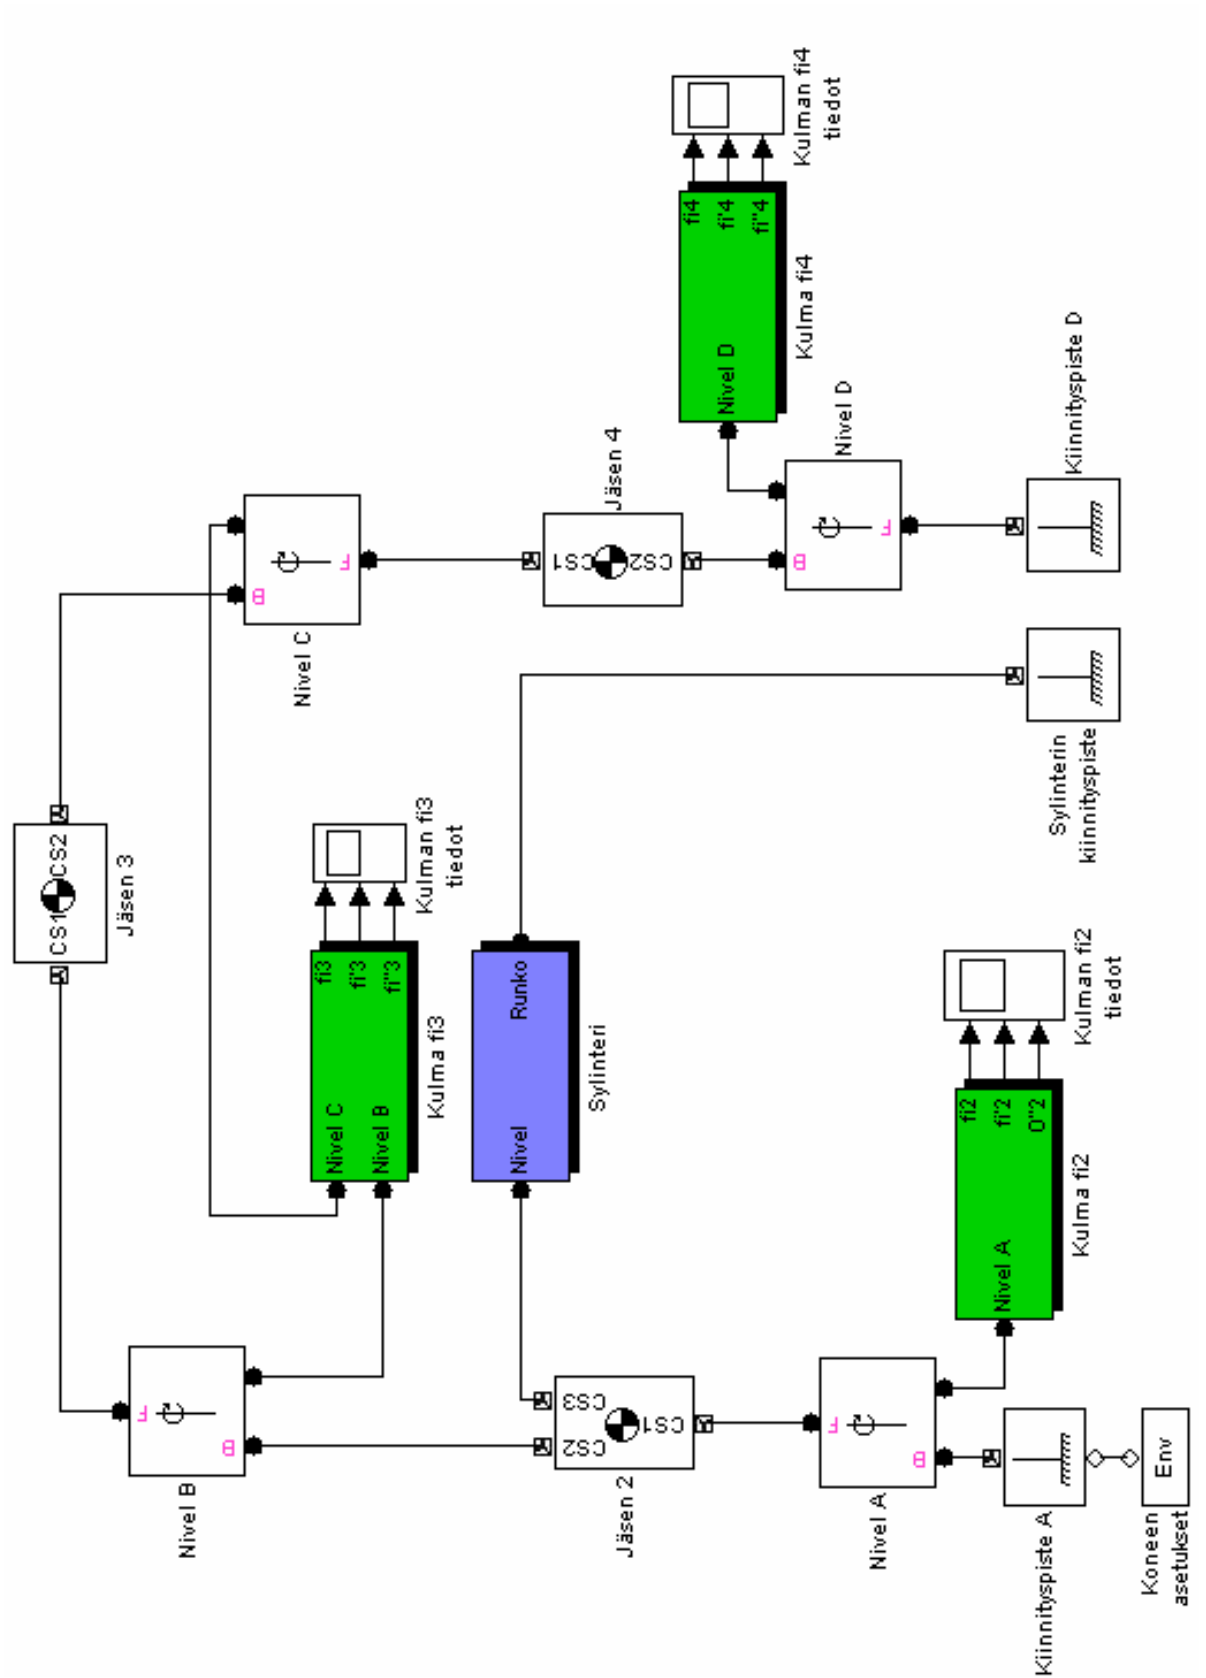 CS1
CS2
Jäsen 3
B
F
Nivel C
fi3
fi'3
fi''3
Nivel C
Nivel B
Kulma fi3
Kulman fi3
tiedot
F
B
Nivel B
Nivel
Runko
Sylinteri
CS1
CS2
Jäsen 4
Nivel D
fi4
fi'4
fi''4
Kulma fi4
Kulman fi4
tiedot
B
F
Nivel D
Kiinnityspiste D
Sylinterin
kiinnityspiste
CS3
CS2
CS1
Jäsen 2
F
B
Nivel A
Nivel A
fi2
fi'2
0''2
Kulma fi2
Kulman fi2
tiedot
Kiinnityspiste A
Env
Koneen
asetukset